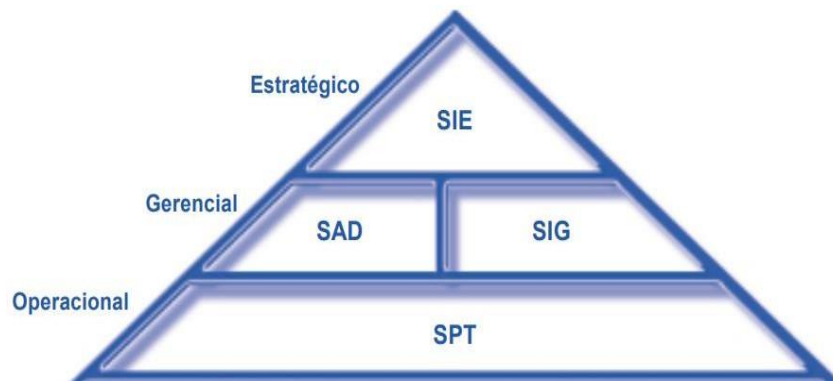 Estratégico
SIE
Gerencial
SAD SIG
Operacional
SPT